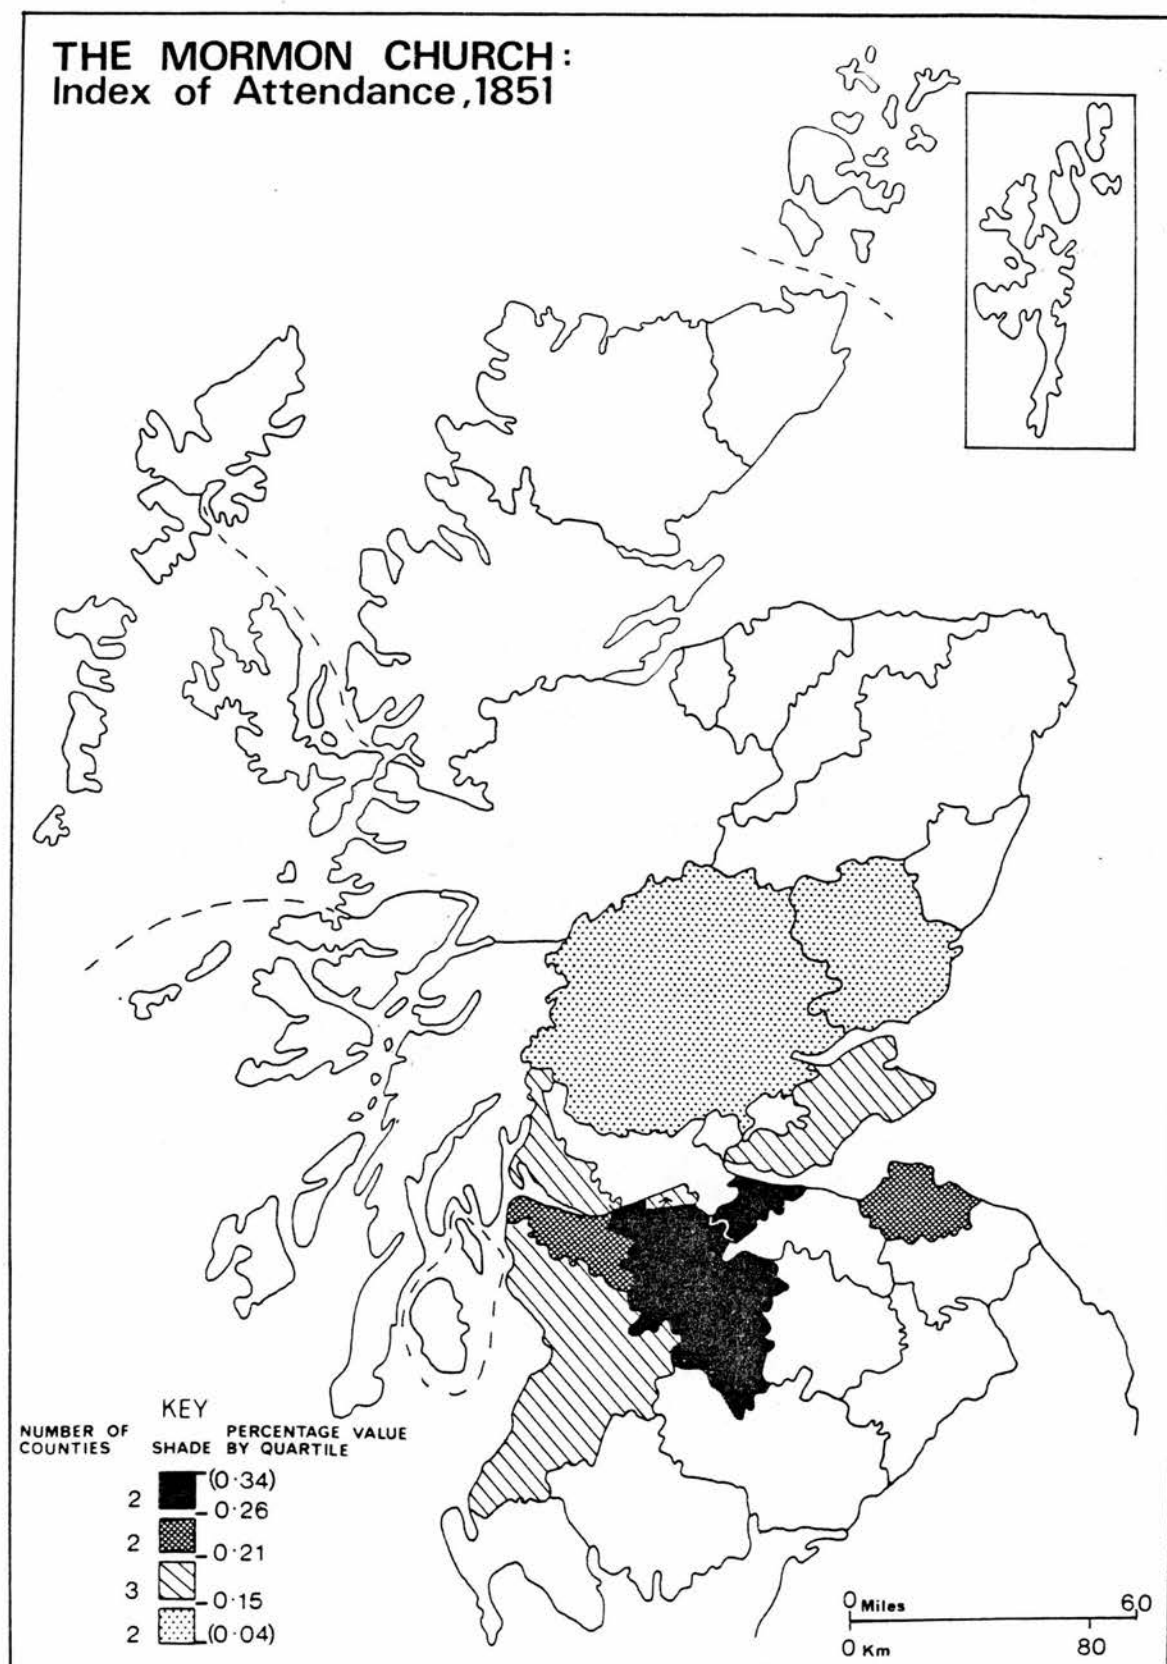 THE MORMON CHURCH:
Index of Attendance,1851
KEY
NUMBER OF PERCENTAGE VALUE
COUNTIES SHADE BY QUARTILE
(0·34)
2
0·26
2
0·21
3
0·15
2 (0·04)
0 Miles 60
0 Km 80